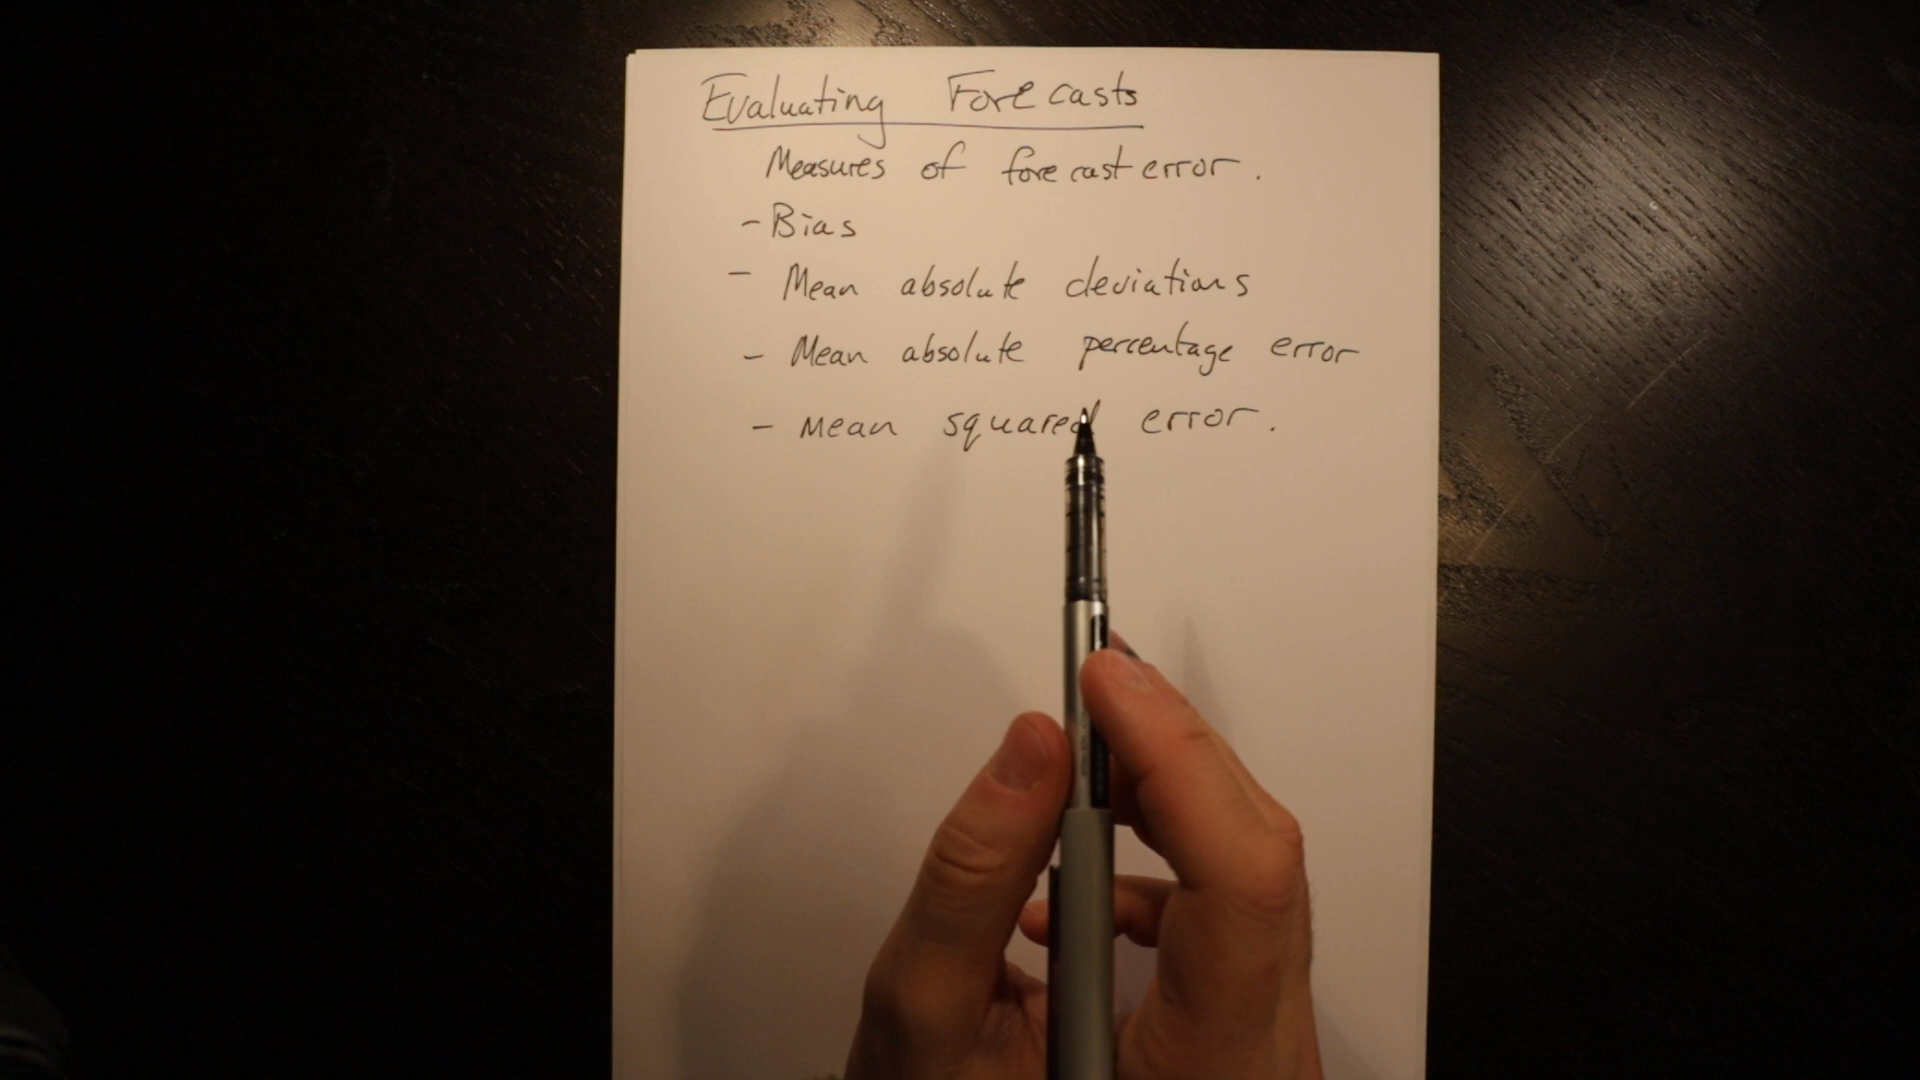 Evaluating Forecasts
Measures of forecast error.
- Bias
- Mean absolute deviations
- Mean absolute percentage error
- Mean squared error.